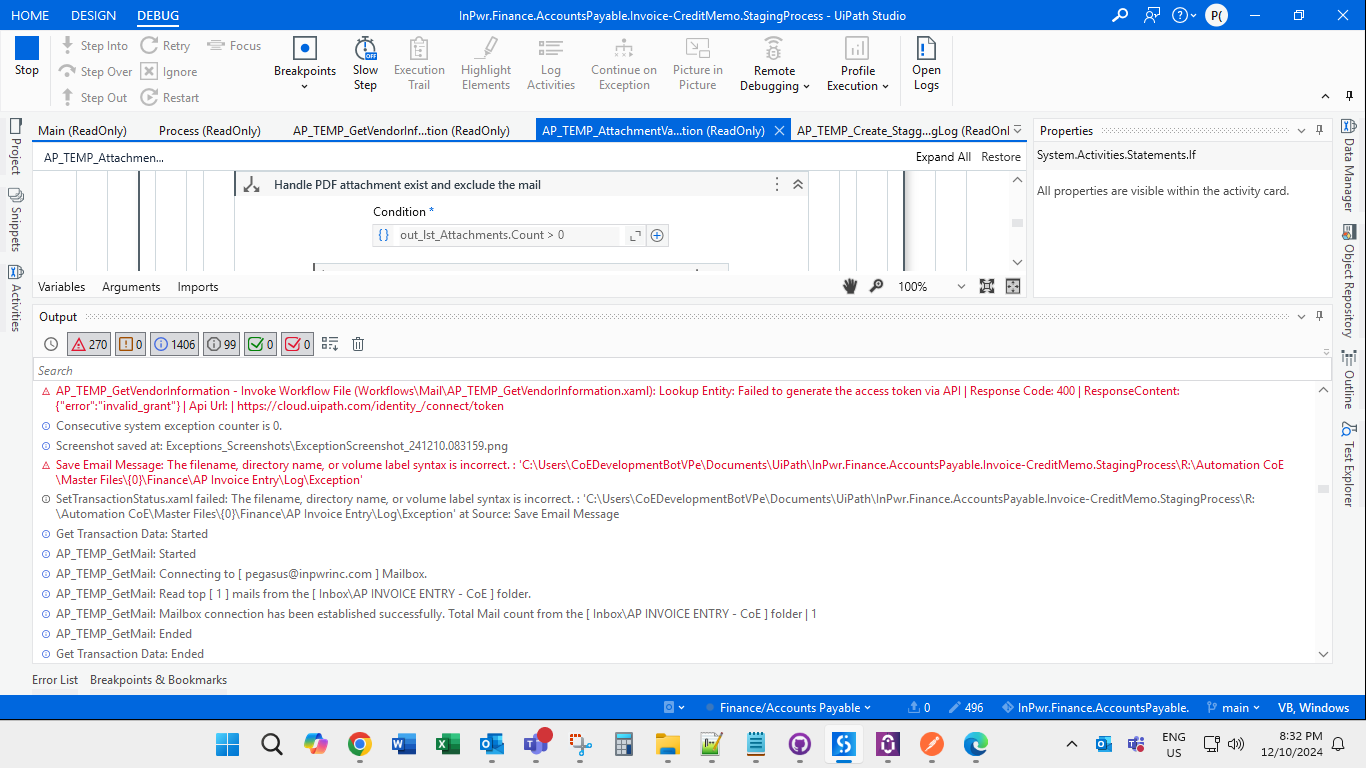 HOME DESIGN DEBUG InPwr.Finance.AccountsPayable.Invoice-CreditMemo.StagingProcess - UiPath Studio P(
Stop
Step Into Retry Focus
Step Over Ignore
Step Out Restart
Breakpoints
Slow Step
Execution Trail
Highlight Elements
Log Activities
Continue on Exception
Picture in Picture
Remote Debugging
Profile Execution
Open Logs
Main (ReadOnly) Process (ReadOnly) AP_TEMP_GetVendorInf...tion (ReadOnly) AP_TEMP_AttachmentVa...tion (ReadOnly) AP_TEMP_Create_Stagg...gLog (ReadOnl
Properties
AP_TEMP_Attachmen... Expand All Restore
System.Activities.Statements.If
Handle PDF attachment exist and exclude the mail
All properties are visible within the activity card.
Condition *
out_lst_Attachments.Count > 0
Variables Arguments Imports 100%
Project
Snippets
Activities
Data Manager
Object Repository
Outline
Test Explorer
Output
270 0 1406 99 0 0
Search
AP_TEMP_GetVendorInformation - Invoke Workflow File (Workflows\Mail\AP_TEMP_GetVendorInformation.xaml): Lookup Entity: Failed to generate the access token via API | Response Code: 400 | ResponseContent:
{"error":"invalid_grant"} | Api Url: | https://cloud.uipath.com/identity_/connect/token
Consecutive system exception counter is 0.
Screenshot saved at: Exceptions_Screenshots\ExceptionScreenshot_241210.083159.png
Save Email Message: The filename, directory name, or volume label syntax is incorrect. : 'C:\Users\CoEDevelopmentBotVPe\Documents\UiPath\InPwr.Finance.AccountsPayable.Invoice-CreditMemo.StagingProcess\R:\Automation CoE
\Master Files\{0}\Finance\AP Invoice Entry\Log\Exception'
SetTransactionStatus.xaml failed: The filename, directory name, or volume label syntax is incorrect. : 'C:\Users\CoEDevelopmentBotVPe\Documents\UiPath\InPwr.Finance.AccountsPayable.Invoice-CreditMemo.StagingProcess\R:
\Automation CoE\Master Files\{0}\Finance\AP Invoice Entry\Log\Exception' at Source: Save Email Message
Get Transaction Data: Started
AP_TEMP_GetMail: Started
AP_TEMP_GetMail: Connecting to [ pegasus@inpwrinc.com ] Mailbox.
AP_TEMP_GetMail: Read top [ 1 ] mails from the [ Inbox\AP INVOICE ENTRY - CoE ] folder.
AP_TEMP_GetMail: Mailbox connection has been established successfully. Total Mail count from the [ Inbox\AP INVOICE ENTRY - CoE ] folder | 1
AP_TEMP_GetMail: Ended
Get Transaction Data: Ended
Error List Breakpoints & Bookmarks
Finance/Accounts Payable 0 496 InPwr.Finance.AccountsPayable. main VB, Windows
ENG
US
8:32 PM
12/10/2024